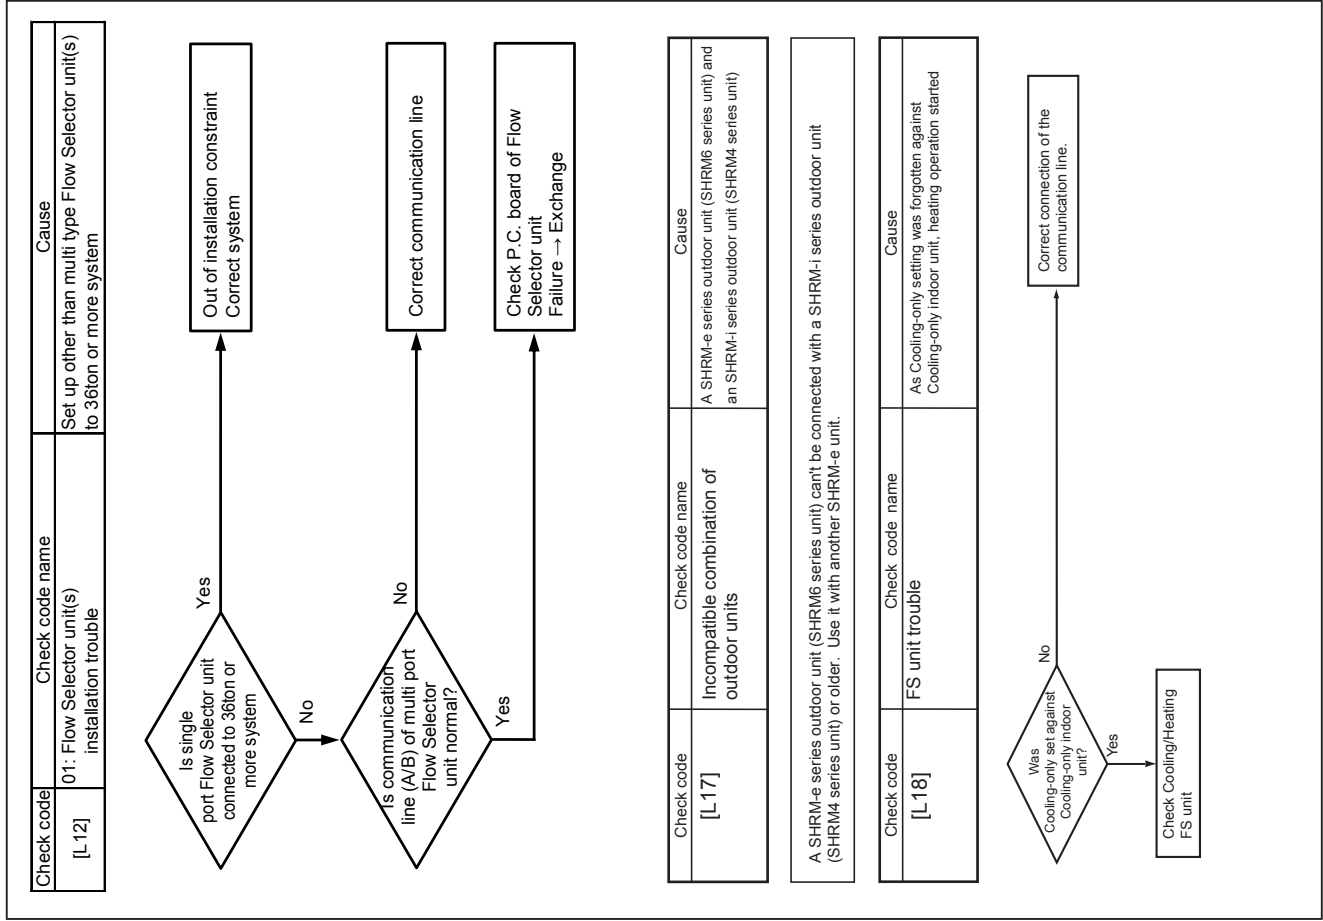 Check code
Check code name
Cause
[L12]
01: Flow Selector unit(s)
installation trouble
Set up other than multi type Flow Selector unit(s)
to 36ton or more system
Is single
port Flow Selector unit
connected to 36ton or
more system
Yes
Out of installation constraint
Correct system
No
Is communication
line (A/B) of multi port
Flow Selector
unit normal?
No
Correct communication line
Yes
Check P.C. board of Flow
Selector unit
Failure → Exchange
Check code
Check code name
Cause
[L17]
Incompatible combination of
outdoor units
A SHRM-e series outdoor unit (SHRM6 series unit) and
an SHRM-i series outdoor unit (SHRM4 series unit)
A SHRM-e series outdoor unit (SHRM6 series unit) can't be connected with a SHRM-i series outdoor unit
(SHRM4 series unit) or older. Use it with another SHRM-e unit.
Check code
Check code name
Cause
[L18]
FS unit trouble
As Cooling-only setting was forgotten against
Cooling-only indoor unit, heating operation started
Was
Cooling-only set against
Cooling-only indoor
unit?
No
Correct connection of the
communication line.
Yes
Check Cooling/Heating
FS unit